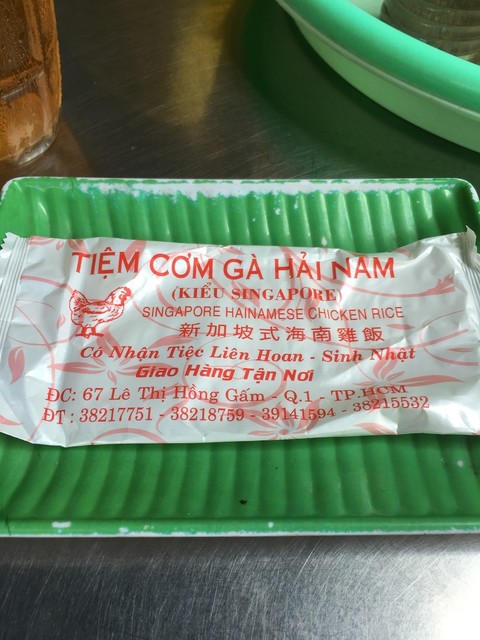 TIỆM CƠM GÀ HẢI NAM
(KIỂU SINGAPORE)
SINGAPORE HAINAMESE CHICKEN RICE
新加坡式海南雞飯
Có Nhận Tiệc Liên Hoan - Sinh Nhật
Giao Hàng Tận Nơi
ĐC: 67 Lê Thị Hồng Gấm - Q.1 - TP.HCM
ĐT : 38217751 - 38218759 - 39141594 - 38215532